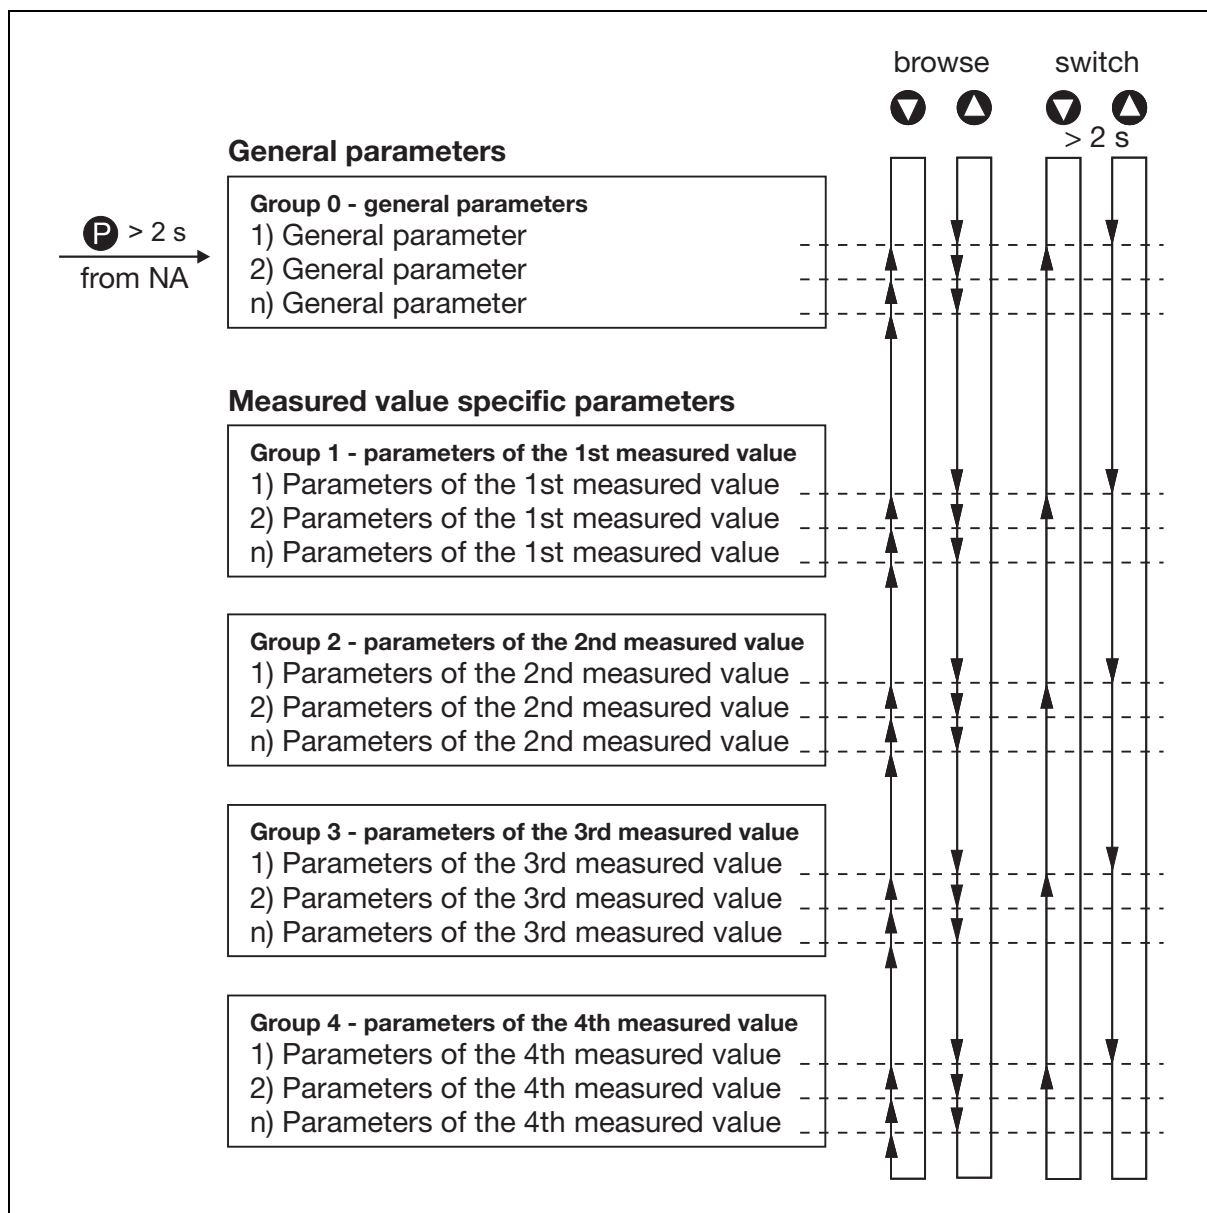 browse switch
> 2 s
General parameters
Group 0 - general parameters
1) General parameter
2) General parameter
n) General parameter
P > 2 s
from NA
Measured value specific parameters
Group 1 - parameters of the 1st measured value
1) Parameters of the 1st measured value
2) Parameters of the 1st measured value
n) Parameters of the 1st measured value
Group 2 - parameters of the 2nd measured value
1) Parameters of the 2nd measured value
2) Parameters of the 2nd measured value
n) Parameters of the 2nd measured value
Group 3 - parameters of the 3rd measured value
1) Parameters of the 3rd measured value
2) Parameters of the 3rd measured value
n) Parameters of the 3rd measured value
Group 4 - parameters of the 4th measured value
1) Parameters of the 4th measured value
2) Parameters of the 4th measured value
n) Parameters of the 4th measured value